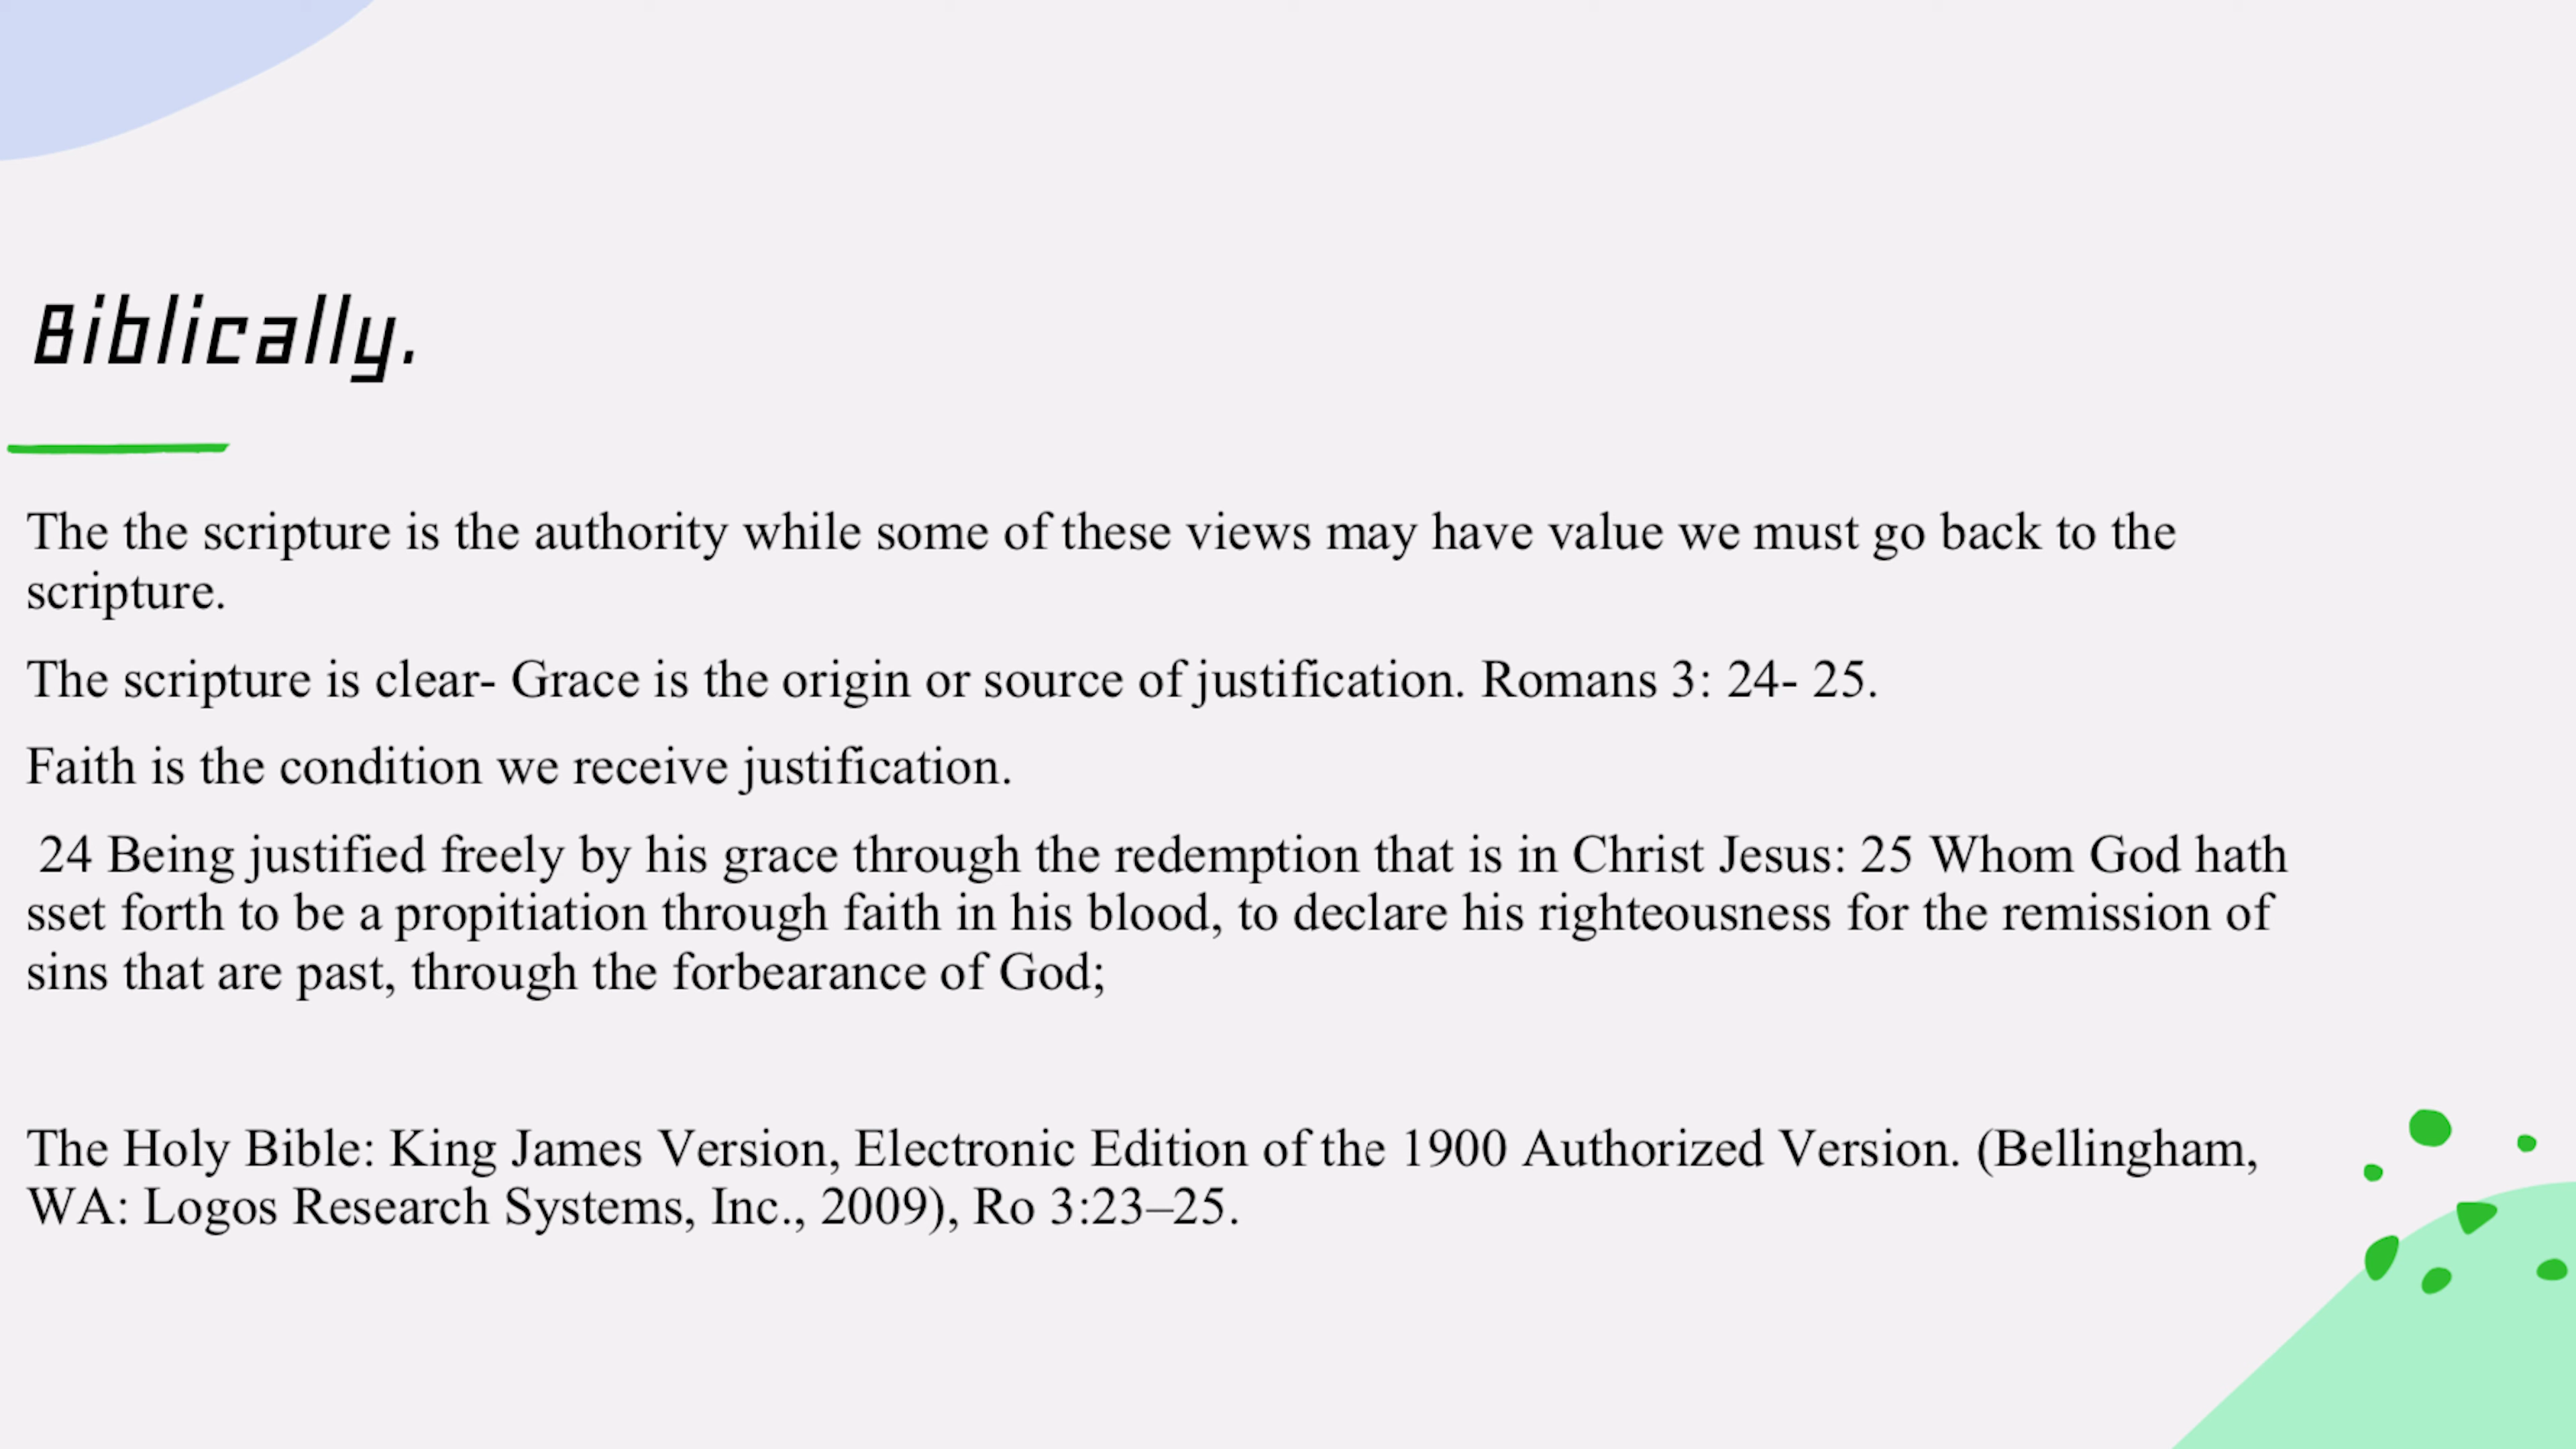 Biblically.
The the scripture is the authority while some of these views may have value we must go back to the
scripture.
The scripture is clear- Grace is the origin or source of justification. Romans 3: 24- 25.
Faith is the condition we receive justification.
24 Being justified freely by his grace through the redemption that is in Christ Jesus: 25 Whom God hath
sset forth to be a propitiation through faith in his blood, to declare his righteousness for the remission of
sins that are past, through the forbearance of God;
The Holy Bible: King James Version, Electronic Edition of the 1900 Authorized Version. (Bellingham,
WA: Logos Research Systems, Inc., 2009), Ro 3:23–25.